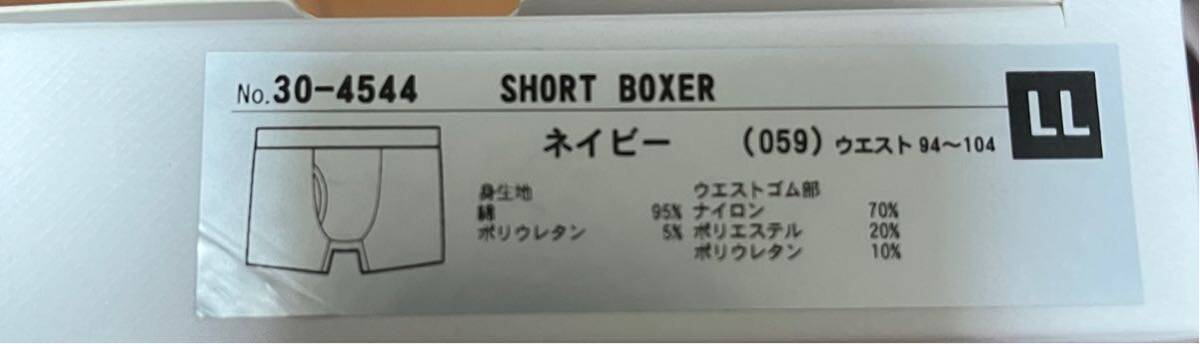 No.30-4544 SHORT BOXER LL
ネイビー (059) ウエスト 94〜104
身生地 ウエストゴム部
綿 95% ナイロン 70%
ポリウレタン 5% ポリエステル 20%
ポリウレタン 10%